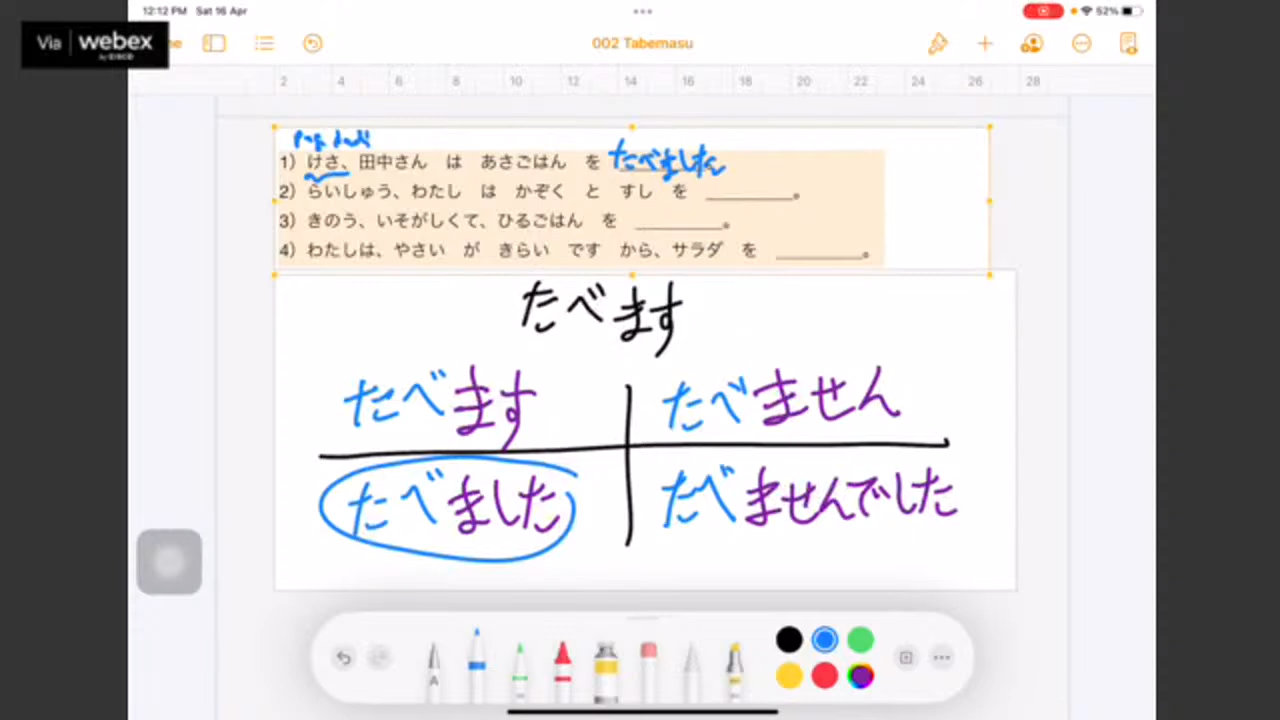 12:12 PM Sat 16 Apr
52%
Via webex
by CISCO
002 Tabemasu
2 4 6 8 10 12 14 16 18 20 22 24 26 28
1）けさ、田中さん は あさごはん を たべました
2）らいしゅう、わたし は かぞく と すし を ________。
3）きのう、いそがしくて、ひるごはん を ________。
4）わたしは、やさい が きらい です から、サラダ を ________。
たべます
たべます たべません
たべました たべませんでした
A